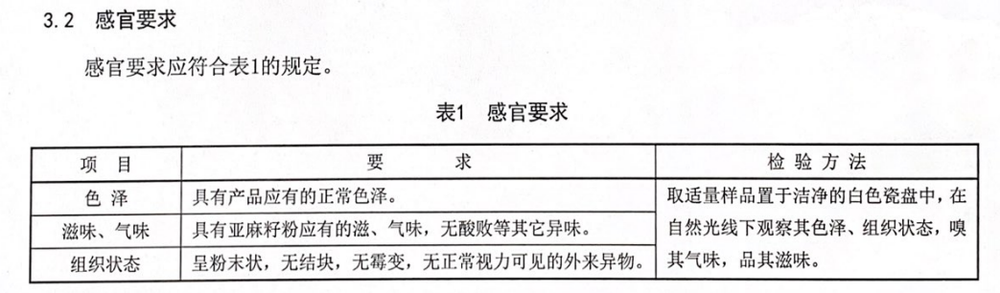 3.2 感官要求
感官要求应符合表1的规定。
表1 感官要求
项 目 要 求 检 验 方 法
色 泽 具有产品应有的正常色泽。 取适量样品置于洁净的白色瓷盘中，在
滋味、气味 具有亚麻籽粉应有的滋、气味，无酸败等其它异味。 自然光线下观察其色泽、组织状态，嗅
组织状态 呈粉末状，无结块，无霉变，无正常视力可见的外来异物。 其气味，品其滋味。